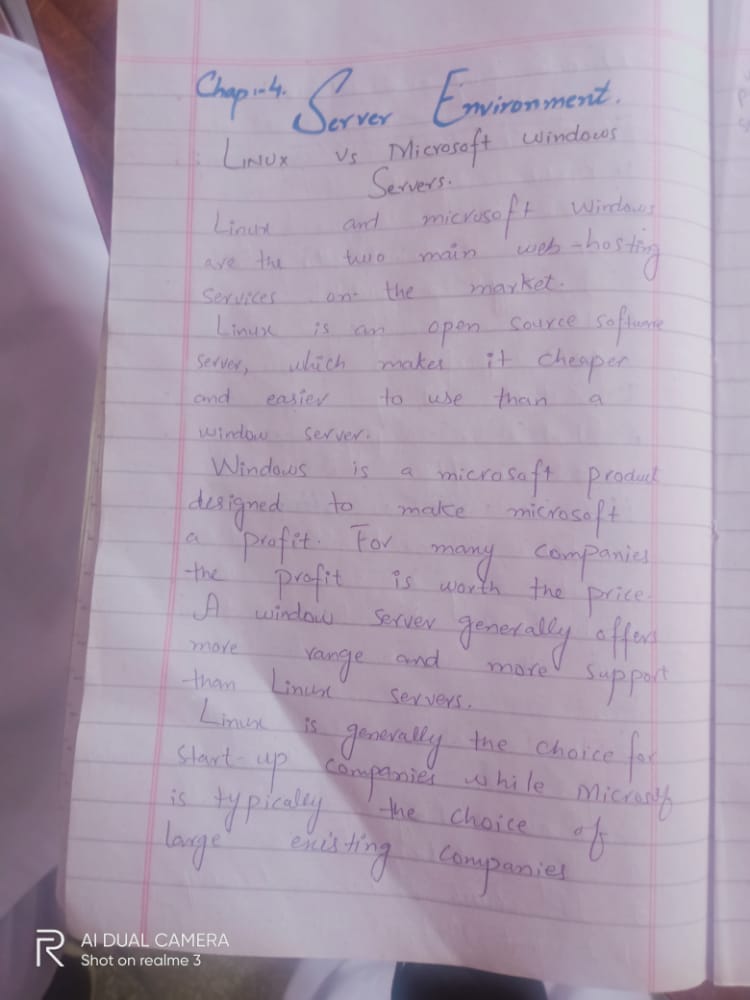 Chap:-4. Server Environment.
Linux vs Microsoft Windows
Servers.
Linux and microsoft Windows
are the two main web-hosting
services on the market.
Linux is an open source software
server, which makes it cheaper
and easier to use than a
window server.
Windows is a microsoft product
designed to make microsoft
a profit. For many companies
the profit is worth the price.
A window server generally offers
more range and more support
than Linux servers.
Linux is generally the choice for
start-up companies while Microsoft
is typically the choice of
large existing companies
AI DUAL CAMERA
Shot on realme 3